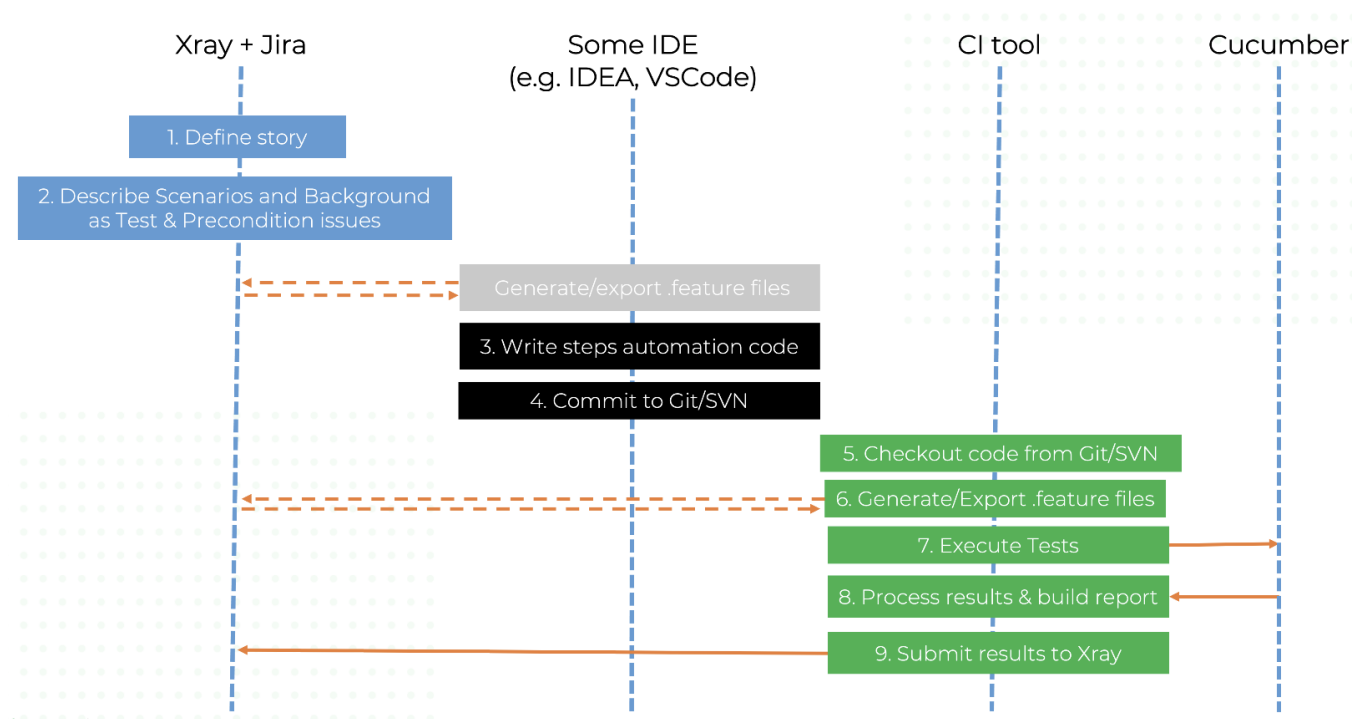 Xray + Jira
Some IDE
(e.g. IDEA, VSCode)
CI tool
Cucumber
1. Define story
2. Describe Scenarios and Background
as Test & Precondition issues
Generate/export .feature files
3. Write steps automation code
4. Commit to Git/SVN
5. Checkout code from Git/SVN
6. Generate/Export .feature files
7. Execute Tests
8. Process results & build report
9. Submit results to Xray